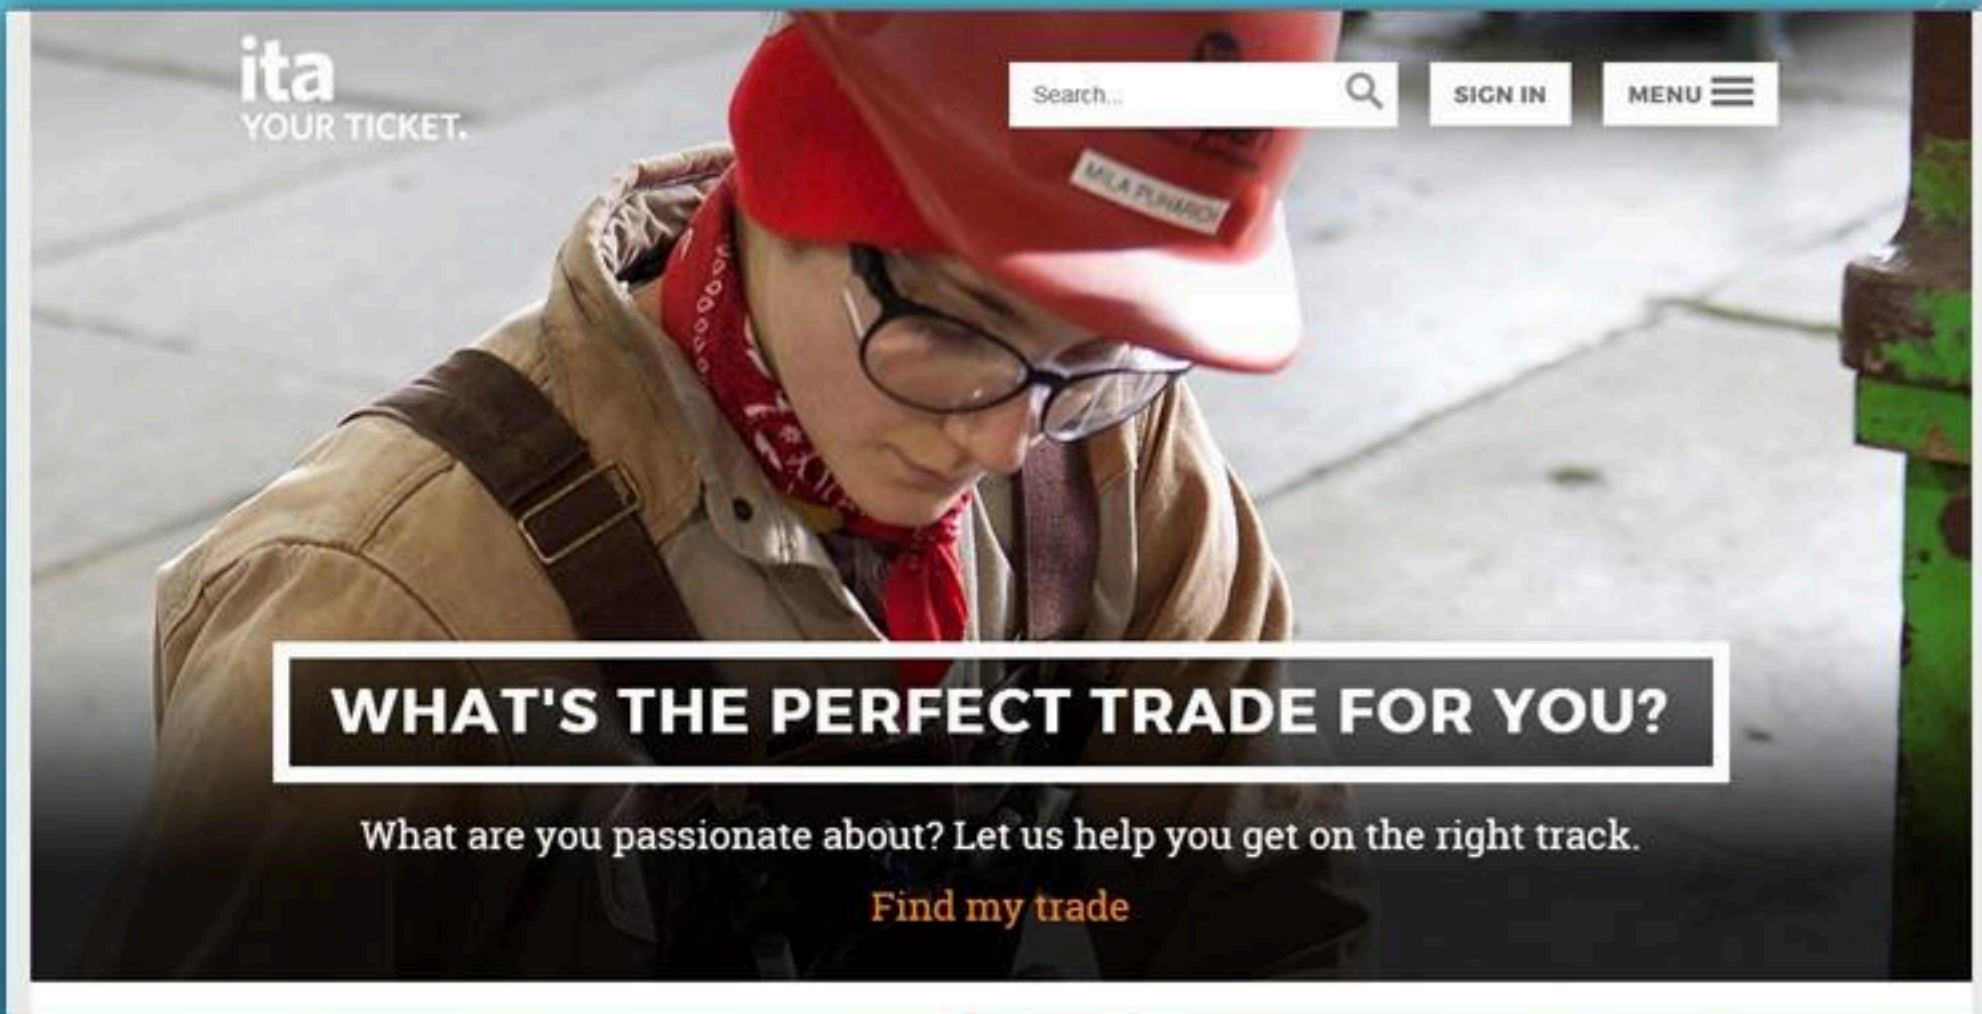 ita
YOUR TICKET.
Search...
SIGN IN
MENU
MILA
WHAT'S THE PERFECT TRADE FOR YOU?
What are you passionate about? Let us help you get on the right track.
Find my trade